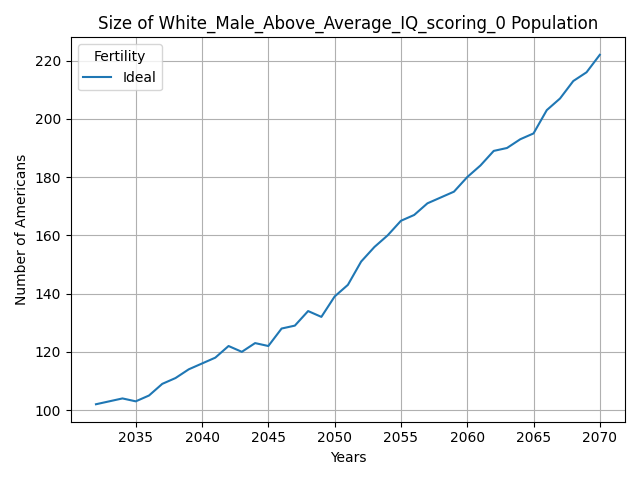 Size of White_Male_Above_Average_IQ_scoring_0 Population
Fertility
Ideal
Number of Americans
220
200
180
160
140
120
100
2035 2040 2045 2050 2055 2060 2065 2070
Years